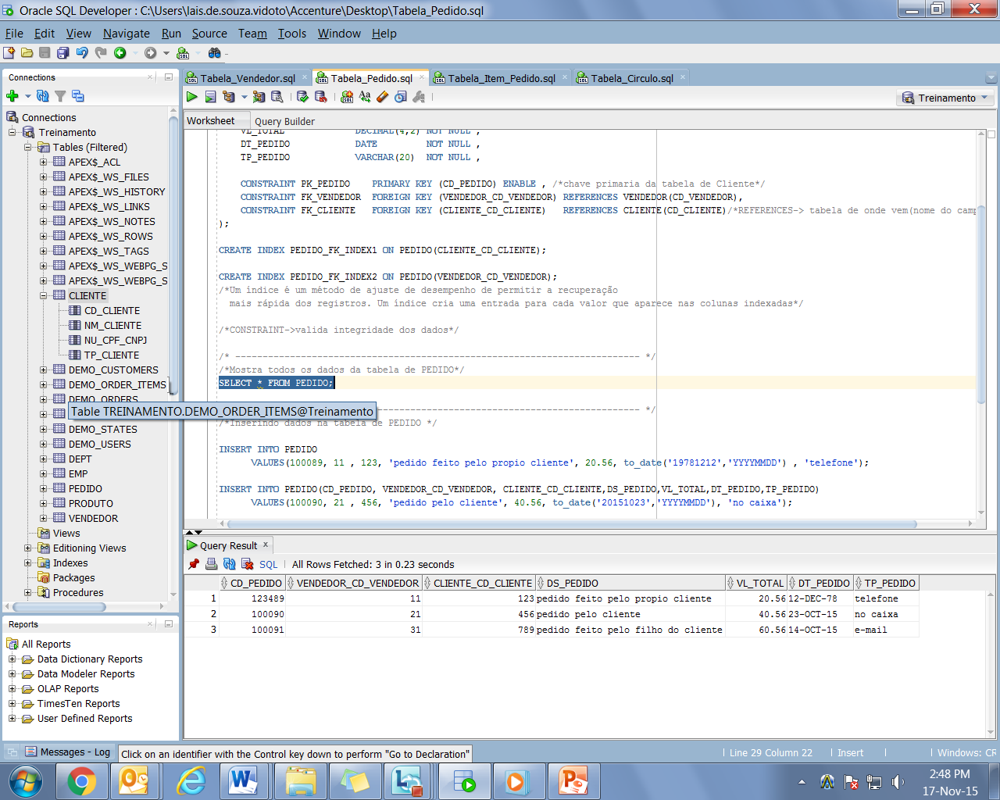 Oracle SQL Developer : C:\Users\lais.de.souza.vidoto\Accenture\Desktop\Tabela_Pedido.sql
File Edit View Navigate Run Source Team Tools Window Help
Connections
Connections
Treinamento
Tables (Filtered)
APEX$_ACL
APEX$_WS_FILES
APEX$_WS_HISTORY
APEX$_WS_LINKS
APEX$_WS_NOTES
APEX$_WS_ROWS
APEX$_WS_TAGS
APEX$_WS_WEBPG_S
APEX$_WS_WEBPG_S
CLIENTE
CD_CLIENTE
NM_CLIENTE
NU_CPF_CNPJ
TP_CLIENTE
DEMO_CUSTOMERS
DEMO_ORDER_ITEMS
DEMO_ORDERS
Table TREINAMENTO.DEMO_ORDER_ITEMS@Treinamento
DEMO_STATES
DEMO_USERS
DEPT
EMP
PEDIDO
PRODUTO
VENDEDOR
Views
Editioning Views
Indexes
Packages
Procedures
Reports
All Reports
Data Dictionary Reports
Data Modeler Reports
OLAP Reports
TimesTen Reports
User Defined Reports
Tabela_Vendedor.sql Tabela_Pedido.sql Tabela_Item_Pedido.sql Tabela_Circulo.sql
Treinamento
Worksheet Query Builder
VL_TOTAL DECIMAL(4,2) NOT NULL ,
DT_PEDIDO DATE NOT NULL ,
TP_PEDIDO VARCHAR(20) NOT NULL ,
CONSTRAINT PK_PEDIDO PRIMARY KEY (CD_PEDIDO) ENABLE , /*chave primaria da tabela de Cliente*/
CONSTRAINT FK_VENDEDOR FOREIGN KEY (VENDEDOR_CD_VENDEDOR) REFERENCES VENDEDOR(CD_VENDEDOR),
CONSTRAINT FK_CLIENTE FOREIGN KEY (CLIENTE_CD_CLIENTE) REFERENCES CLIENTE(CD_CLIENTE)/*REFERENCES-> tabela de onde vem(nome do camp
);
CREATE INDEX PEDIDO_FK_INDEX1 ON PEDIDO(CLIENTE_CD_CLIENTE);
CREATE INDEX PEDIDO_FK_INDEX2 ON PEDIDO(VENDEDOR_CD_VENDEDOR);
/*Um índice é um método de ajuste de desempenho de permitir a recuperação
mais rápida dos registros. Um índice cria uma entrada para cada valor que aparece nas colunas indexadas*/
/*CONSTRAINT->valida integridade dos dados*/
/* -------------------------------------------------------------------------- */
/*Mostra todos os dados da tabela de PEDIDO*/
SELECT * FROM PEDIDO;
------------------------------------------------ */
/*Inserindo dados na tabela de PEDIDO */
INSERT INTO PEDIDO
VALUES(100089, 11 , 123, 'pedido feito pelo propio cliente', 20.56, to_date('19781212','YYYYMMDD') , 'telefone');
INSERT INTO PEDIDO(CD_PEDIDO, VENDEDOR_CD_VENDEDOR, CLIENTE_CD_CLIENTE,DS_PEDIDO,VL_TOTAL,DT_PEDIDO,TP_PEDIDO)
VALUES(100090, 21 , 456, 'pedido pelo cliente', 40.56, to_date('20151023','YYYYMMDD'), 'no caixa');
Query Result
SQL All Rows Fetched: 3 in 0.23 seconds
CD_PEDIDO VENDEDOR_CD_VENDEDOR CLIENTE_CD_CLIENTE DS_PEDIDO VL_TOTAL DT_PEDIDO TP_PEDIDO
1 123489 11 123 pedido feito pelo propio cliente 20.56 12-DEC-78 telefone
2 100090 21 456 pedido pelo cliente 40.56 23-OCT-15 no caixa
3 100091 31 789 pedido feito pelo filho do cliente 60.56 14-OCT-15 e-mail
Messages - Log Click on an identifier with the Control key down to perform "Go to Declaration" Line 29 Column 22 Insert Windows: CR
2:48 PM
17-Nov-15